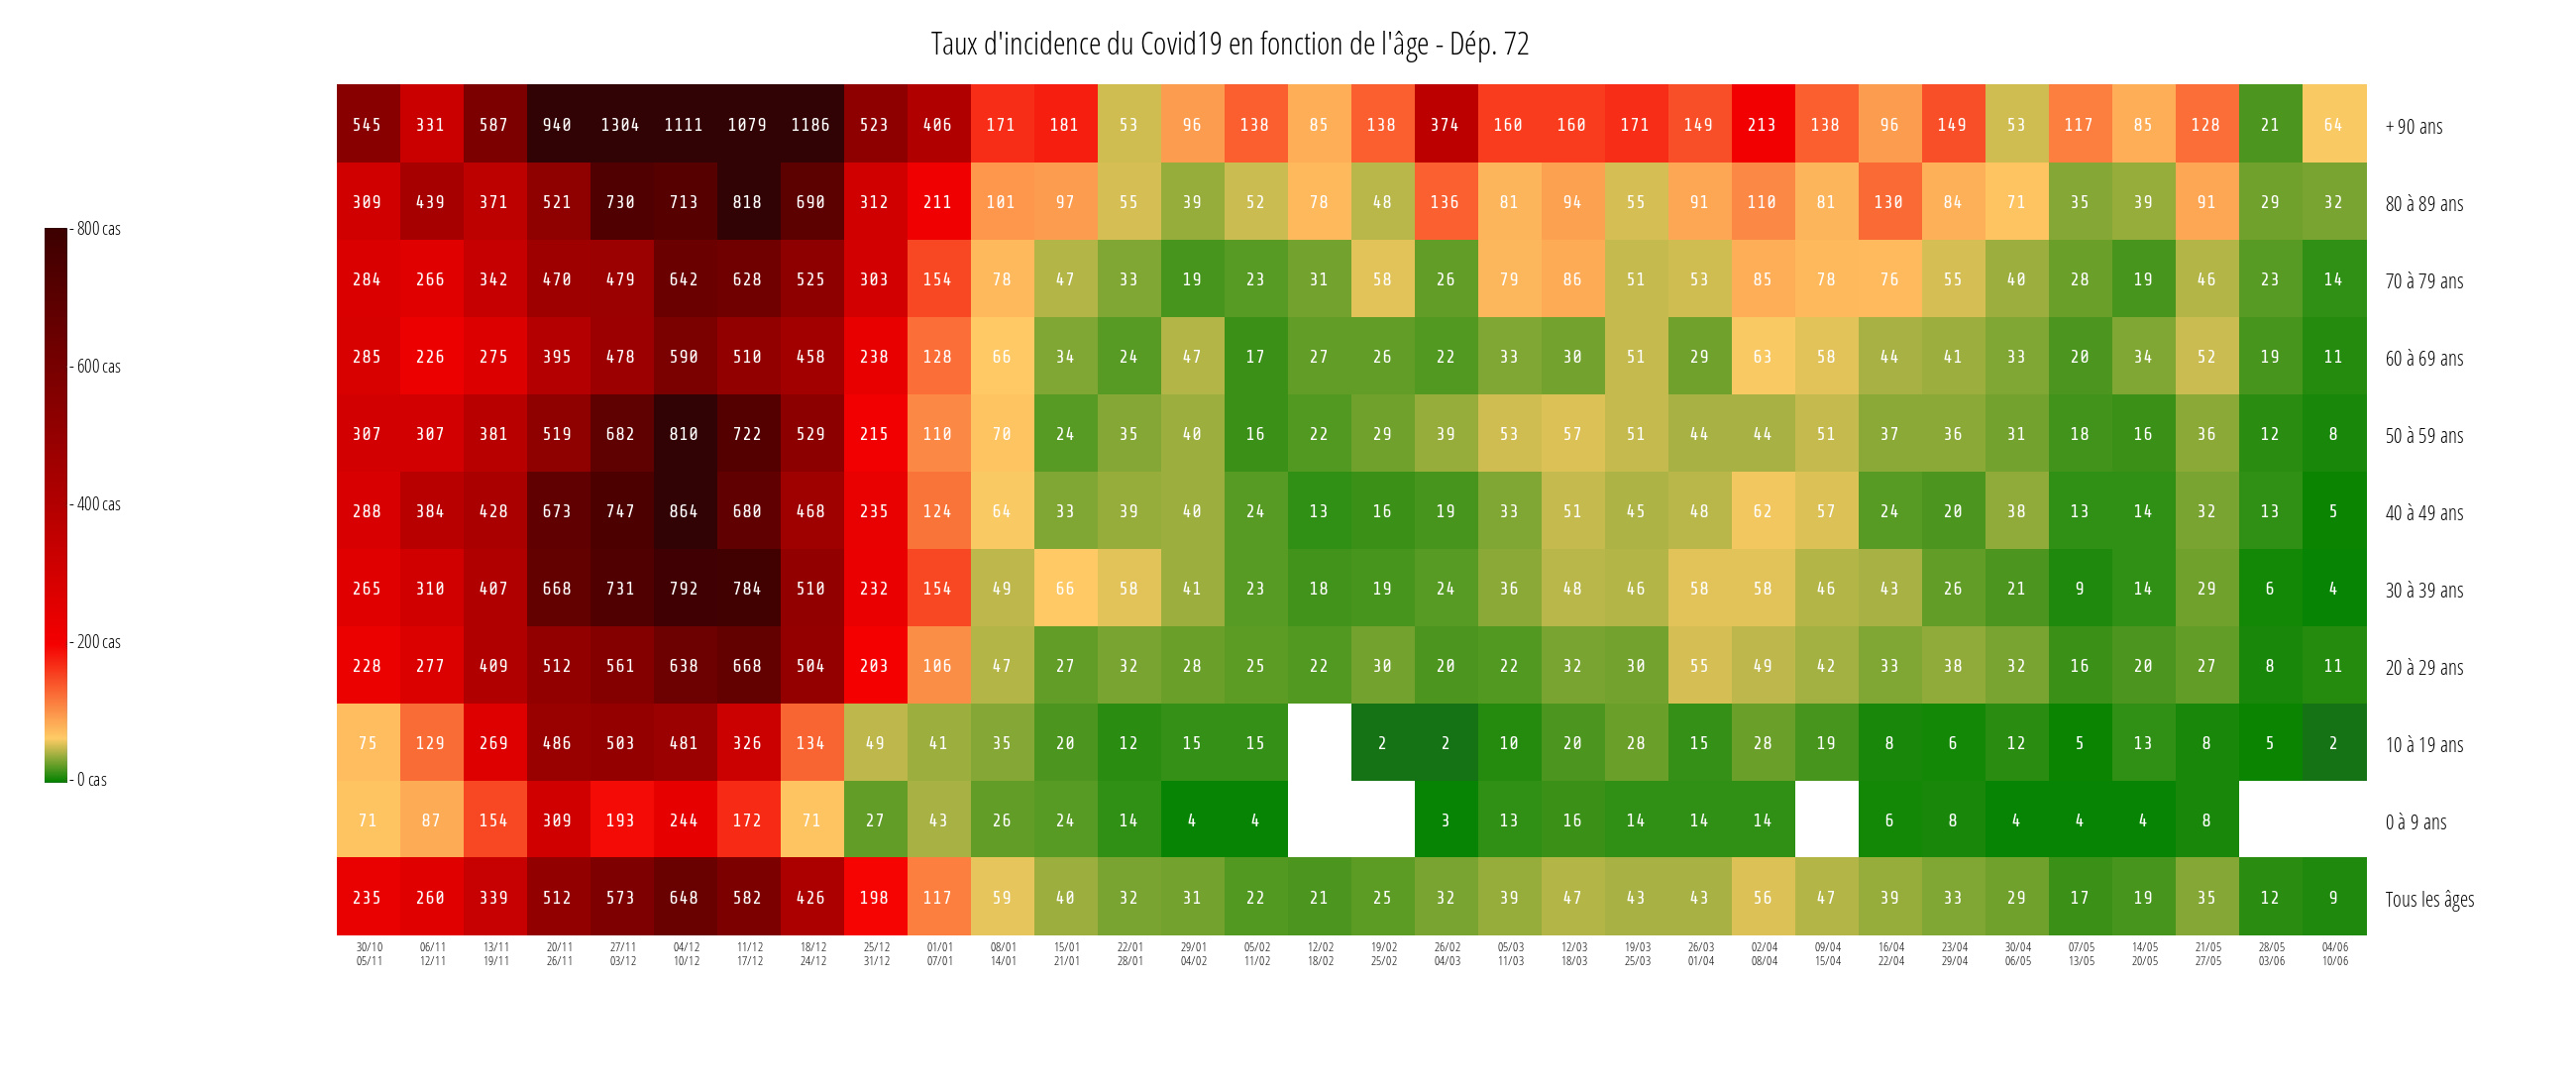 Taux d'incidence du Covid19 en fonction de l'âge - Dép. 72
- 800 cas
- 600 cas
- 400 cas
- 200 cas
- 0 cas
545 331 587 940 1304 1111 1079 1186 523 406 171 181 53 96 138 85 138 374 160 160 171 149 213 138 96 149 53 117 85 128 21 64 + 90 ans
309 439 371 521 730 713 818 690 312 211 101 97 55 39 52 78 48 136 81 94 55 91 110 81 130 84 71 35 39 91 29 32 80 à 89 ans
284 266 342 470 479 642 628 525 303 154 78 47 33 19 23 31 58 26 79 86 51 53 85 78 76 55 40 28 19 46 23 14 70 à 79 ans
285 226 275 395 478 590 510 458 238 128 66 34 24 47 17 27 26 22 33 30 51 29 63 58 44 41 33 20 34 52 19 11 60 à 69 ans
307 307 381 519 682 810 722 529 215 110 70 24 35 40 16 22 29 39 53 57 51 44 44 51 37 36 31 18 16 36 12 8 50 à 59 ans
288 384 428 673 747 864 680 468 235 124 64 33 39 40 24 13 16 19 33 51 45 48 62 57 24 20 38 13 14 32 13 5 40 à 49 ans
265 310 407 668 731 792 784 510 232 154 49 66 58 41 23 18 19 24 36 48 46 58 58 46 43 26 21 9 14 29 6 4 30 à 39 ans
228 277 409 512 561 638 668 504 203 106 47 27 32 28 25 22 30 20 22 32 30 55 49 42 33 38 32 16 20 27 8 11 20 à 29 ans
75 129 269 486 503 481 326 134 49 41 35 20 12 15 15 2 2 10 20 28 15 28 19 8 6 12 5 13 8 5 2 10 à 19 ans
71 87 154 309 193 244 172 71 27 43 26 24 14 4 4 3 13 16 14 14 14 6 8 4 4 4 8 0 à 9 ans
235 260 339 512 573 648 582 426 198 117 59 40 32 31 22 21 25 32 39 47 43 43 56 47 39 33 29 17 19 35 12 9 Tous les âges
30/10 06/11 13/11 20/11 27/11 04/12 11/12 18/12 25/12 01/01 08/01 15/01 22/01 29/01 05/02 12/02 19/02 26/02 05/03 12/03 19/03 26/03 02/04 09/04 16/04 23/04 30/04 07/05 14/05 21/05 28/05 04/06
05/11 12/11 19/11 26/11 03/12 10/12 17/12 24/12 31/12 07/01 14/01 21/01 28/01 04/02 11/02 18/02 25/02 04/03 11/03 18/03 25/03 01/04 08/04 15/04 22/04 29/04 06/05 13/05 20/05 27/05 03/06 10/06